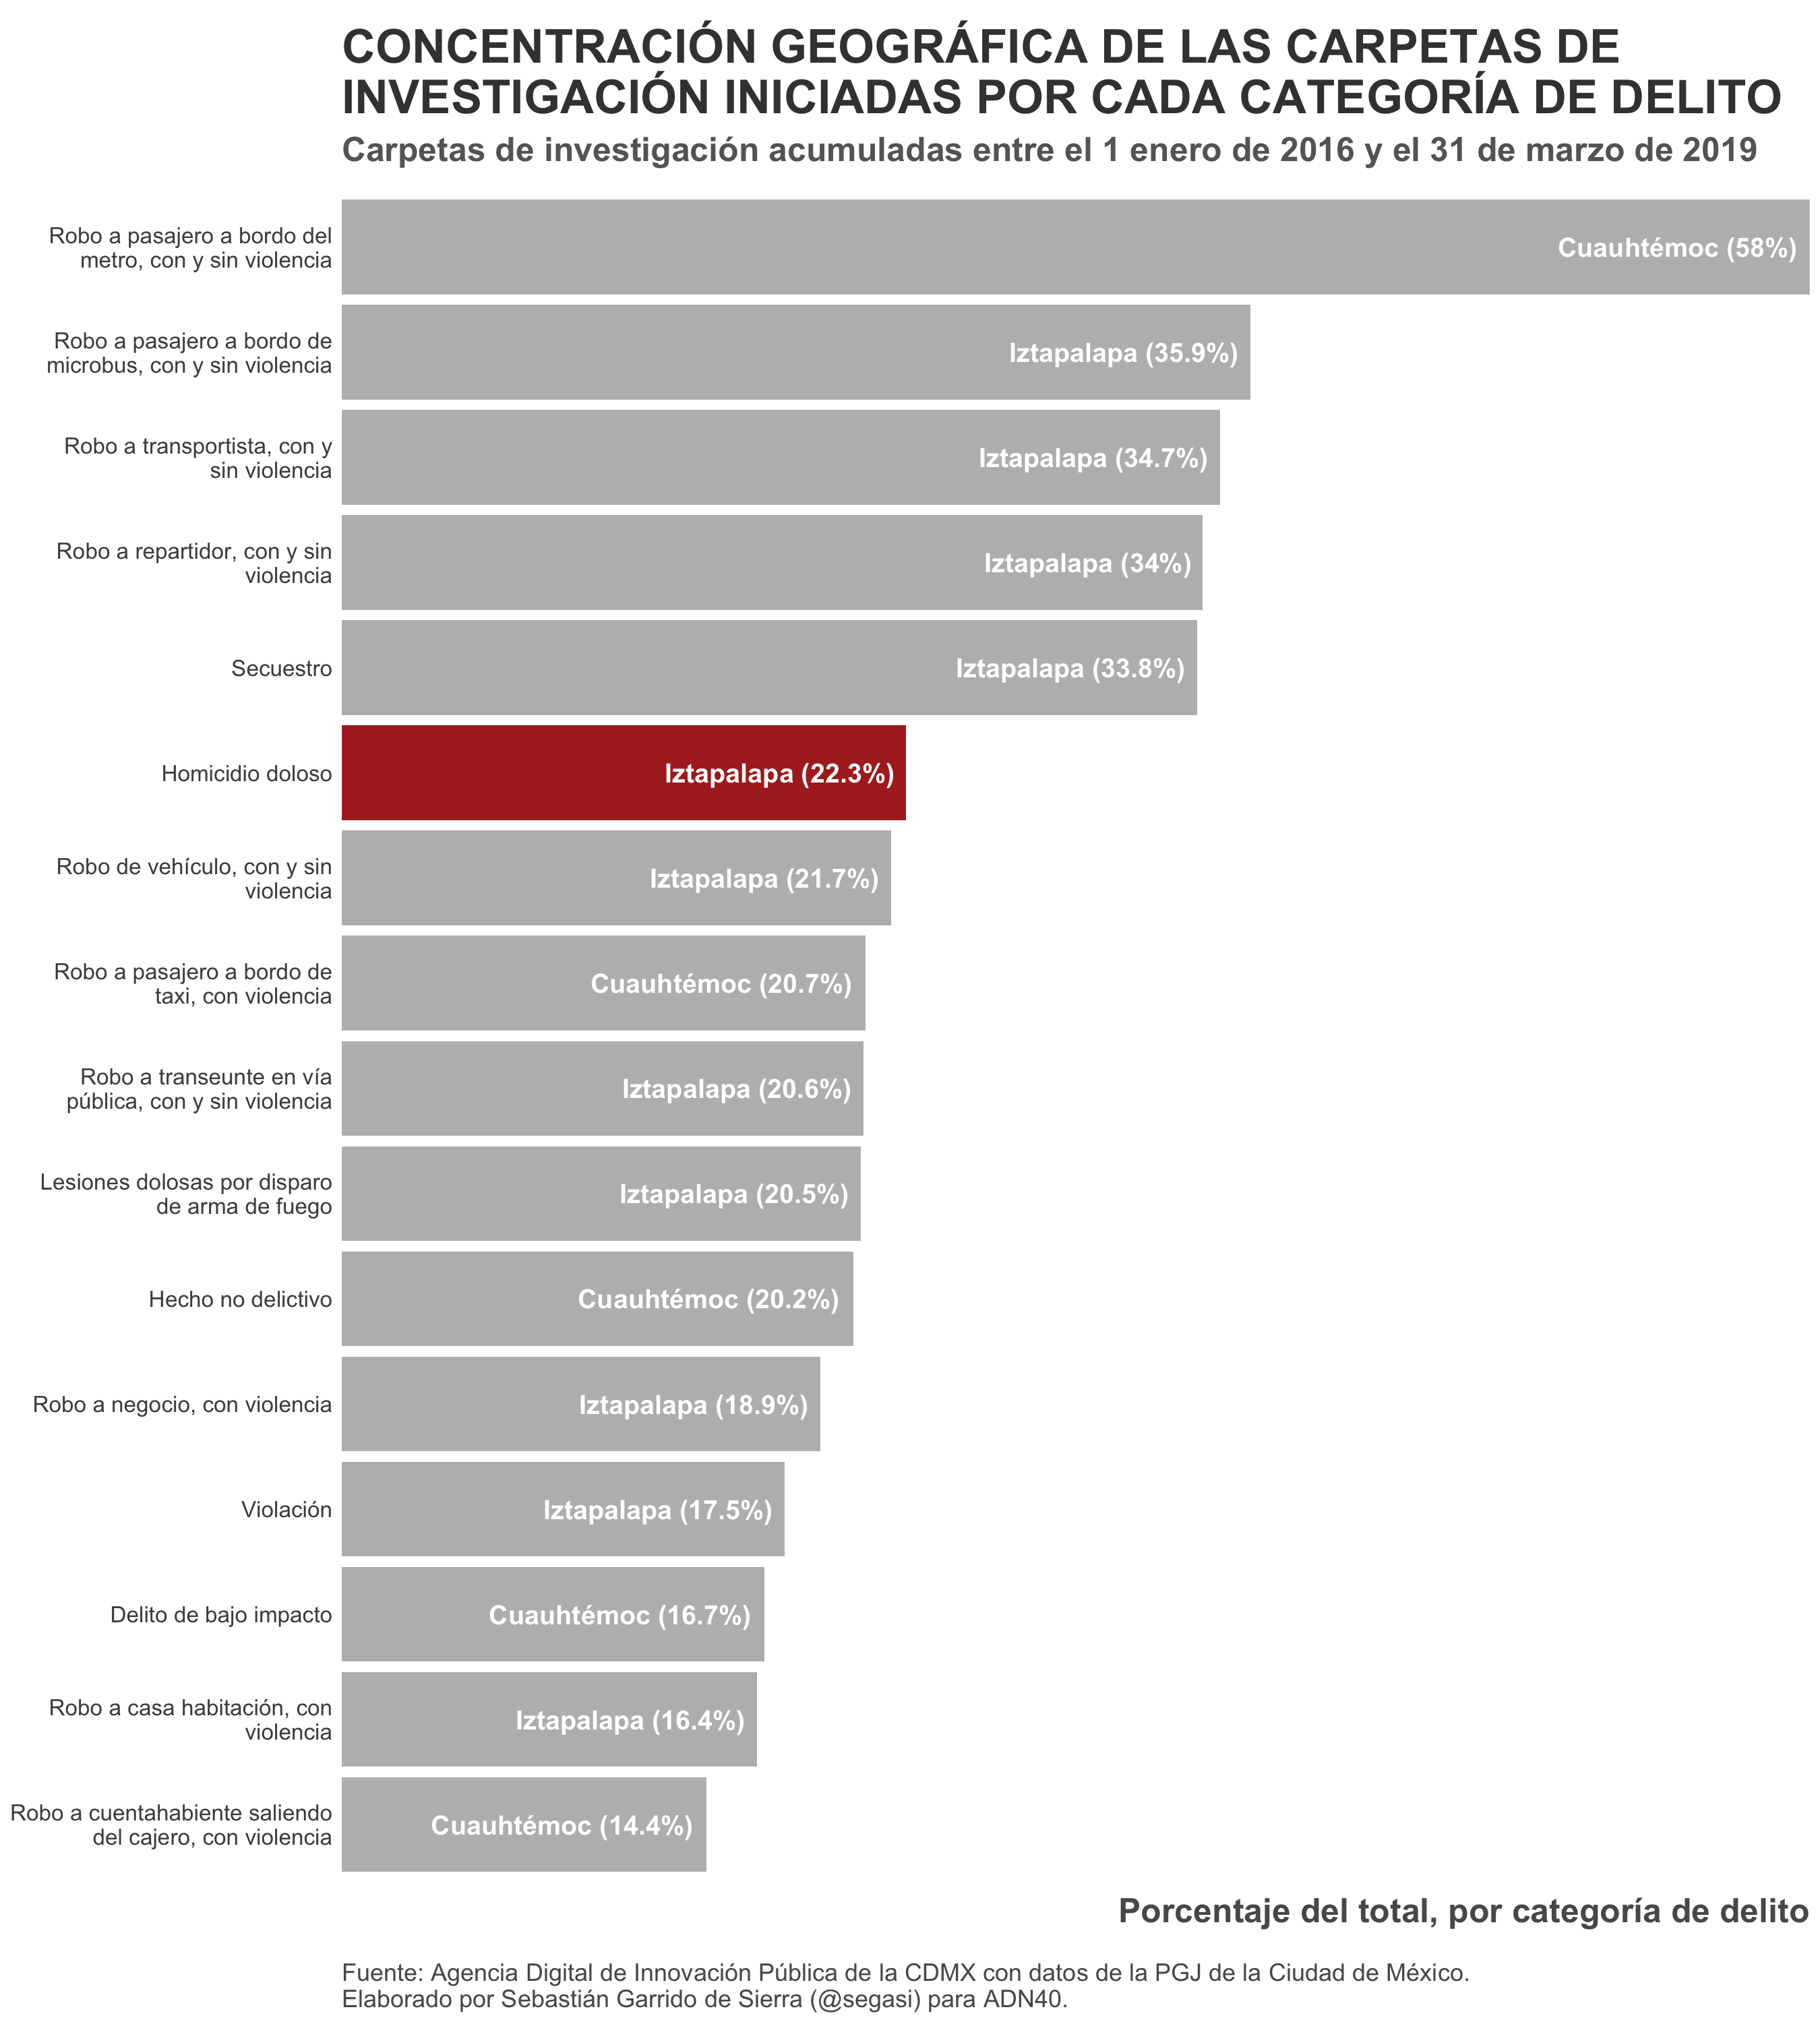 CONCENTRACIÓN GEOGRÁFICA DE LAS CARPETAS DE
INVESTIGACIÓN INICIADAS POR CADA CATEGORÍA DE DELITO
Carpetas de investigación acumuladas entre el 1 enero de 2016 y el 31 de marzo de 2019
Robo a pasajero a bordo del
metro, con y sin violencia
Cuauhtémoc (58%)
Robo a pasajero a bordo de
microbus, con y sin violencia
Iztapalapa (35.9%)
Robo a transportista, con y
sin violencia
Iztapalapa (34.7%)
Robo a repartidor, con y sin
violencia
Iztapalapa (34%)
Secuestro
Iztapalapa (33.8%)
Homicidio doloso
Iztapalapa (22.3%)
Robo de vehículo, con y sin
violencia
Iztapalapa (21.7%)
Robo a pasajero a bordo de
taxi, con violencia
Cuauhtémoc (20.7%)
Robo a transeunte en vía
pública, con y sin violencia
Iztapalapa (20.6%)
Lesiones dolosas por disparo
de arma de fuego
Iztapalapa (20.5%)
Hecho no delictivo
Cuauhtémoc (20.2%)
Robo a negocio, con violencia
Iztapalapa (18.9%)
Violación
Iztapalapa (17.5%)
Delito de bajo impacto
Cuauhtémoc (16.7%)
Robo a casa habitación, con
violencia
Iztapalapa (16.4%)
Robo a cuentahabiente saliendo
del cajero, con violencia
Cuauhtémoc (14.4%)
Porcentaje del total, por categoría de delito
Fuente: Agencia Digital de Innovación Pública de la CDMX con datos de la PGJ de la Ciudad de México.
Elaborado por Sebastián Garrido de Sierra (@segasi) para ADN40.